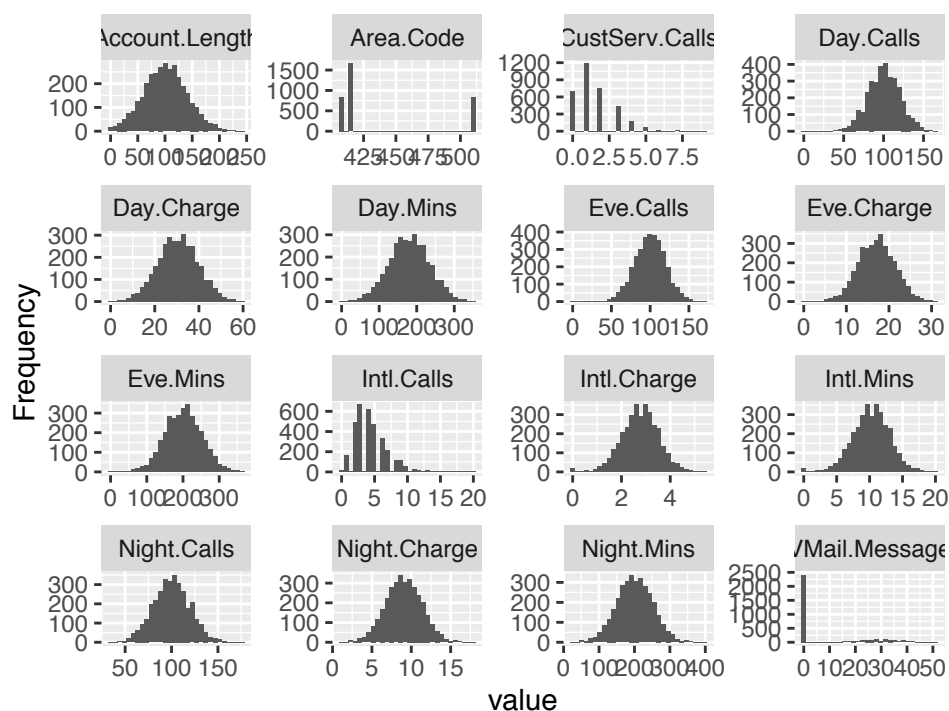 Account.Length
Area.Code
CustServ.Calls
Day.Calls
200
100
0
1500
1000
500
0
1200
900
600
300
0
400
300
200
100
0
0 50 100 150 200 250
425 450 475 500
0.0 2.5 5.0 7.5
0 50 100 150
Day.Charge
Day.Mins
Eve.Calls
Eve.Charge
300
200
100
0
300
200
100
0
400
300
200
100
0
300
200
100
0
0 20 40 60
0 100 200 300
0 50 100 150
0 10 20 30
Eve.Mins
Intl.Calls
Intl.Charge
Intl.Mins
300
200
100
0
600
400
200
0
300
200
100
0
300
200
100
0
0 100 200 300
0 5 10 15 20
0 2 4
0 5 10 15 20
Night.Calls
Night.Charge
Night.Mins
VMail.Message
300
200
100
0
300
200
100
0
300
200
100
0
2500
2000
1500
1000
500
0
50 100 150
0 5 10 15
0 100 200 300 400
0 10 20 30 40 50
Frequency
value